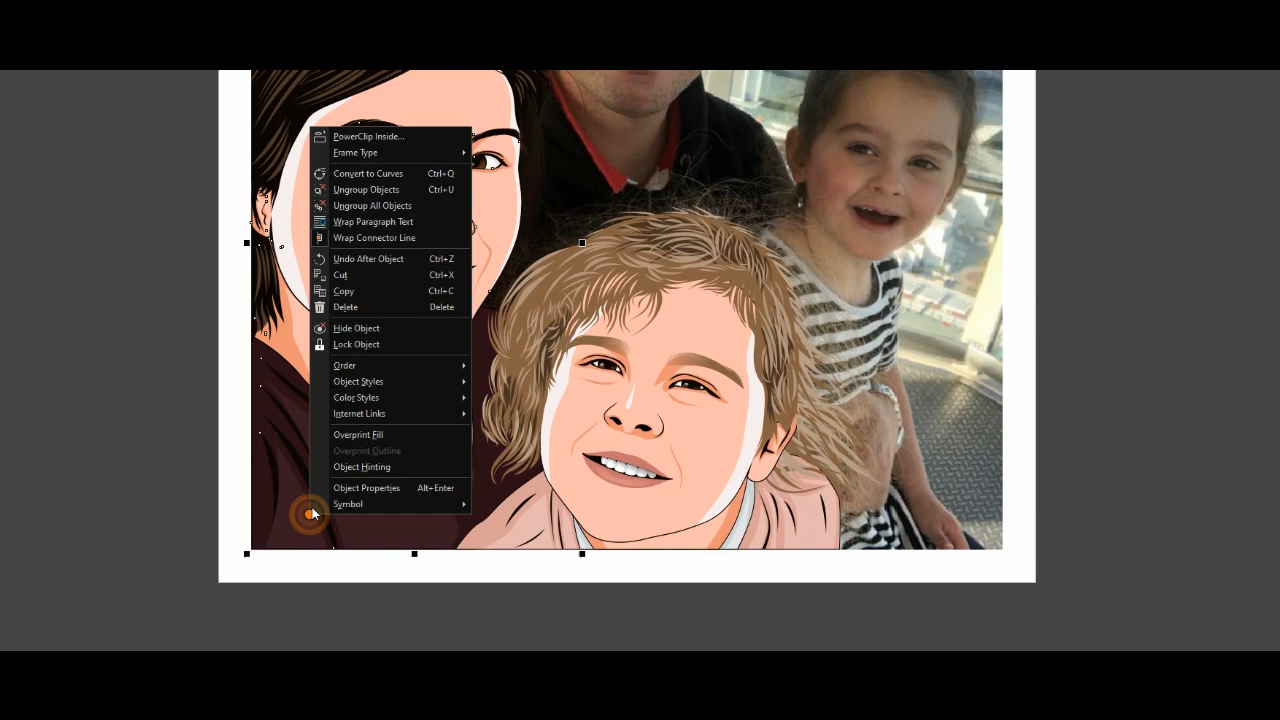 PowerClip Inside...
Frame Type
Convert to Curves Ctrl+Q
Ungroup Objects Ctrl+U
Ungroup All Objects
Wrap Paragraph Text
Wrap Connector Line
Undo After Object Ctrl+Z
Cut Ctrl+X
Copy Ctrl+C
Delete Delete
Hide Object
Lock Object
Order
Object Styles
Color Styles
Internet Links
Overprint Fill
Overprint Outline
Object Hinting
Object Properties Alt+Enter
Symbol